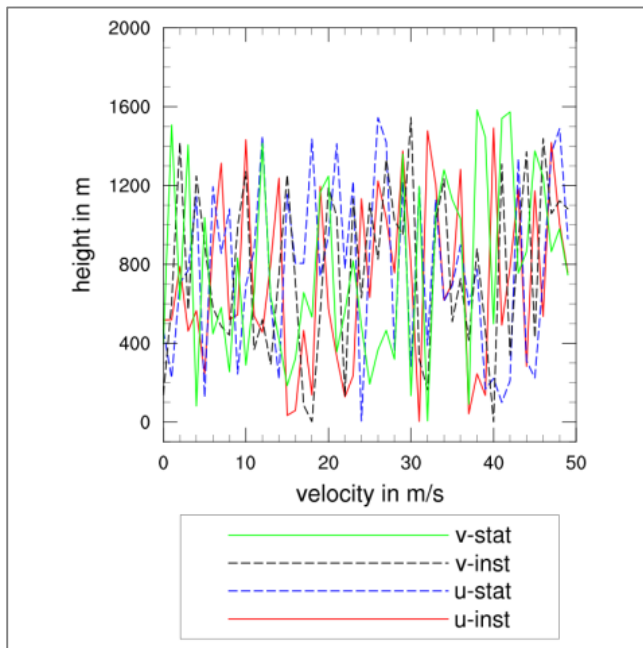 2000
1600
1200
800
400
0
height in m
0 10 20 30 40 50
velocity in m/s
v-stat
v-inst
u-stat
u-inst